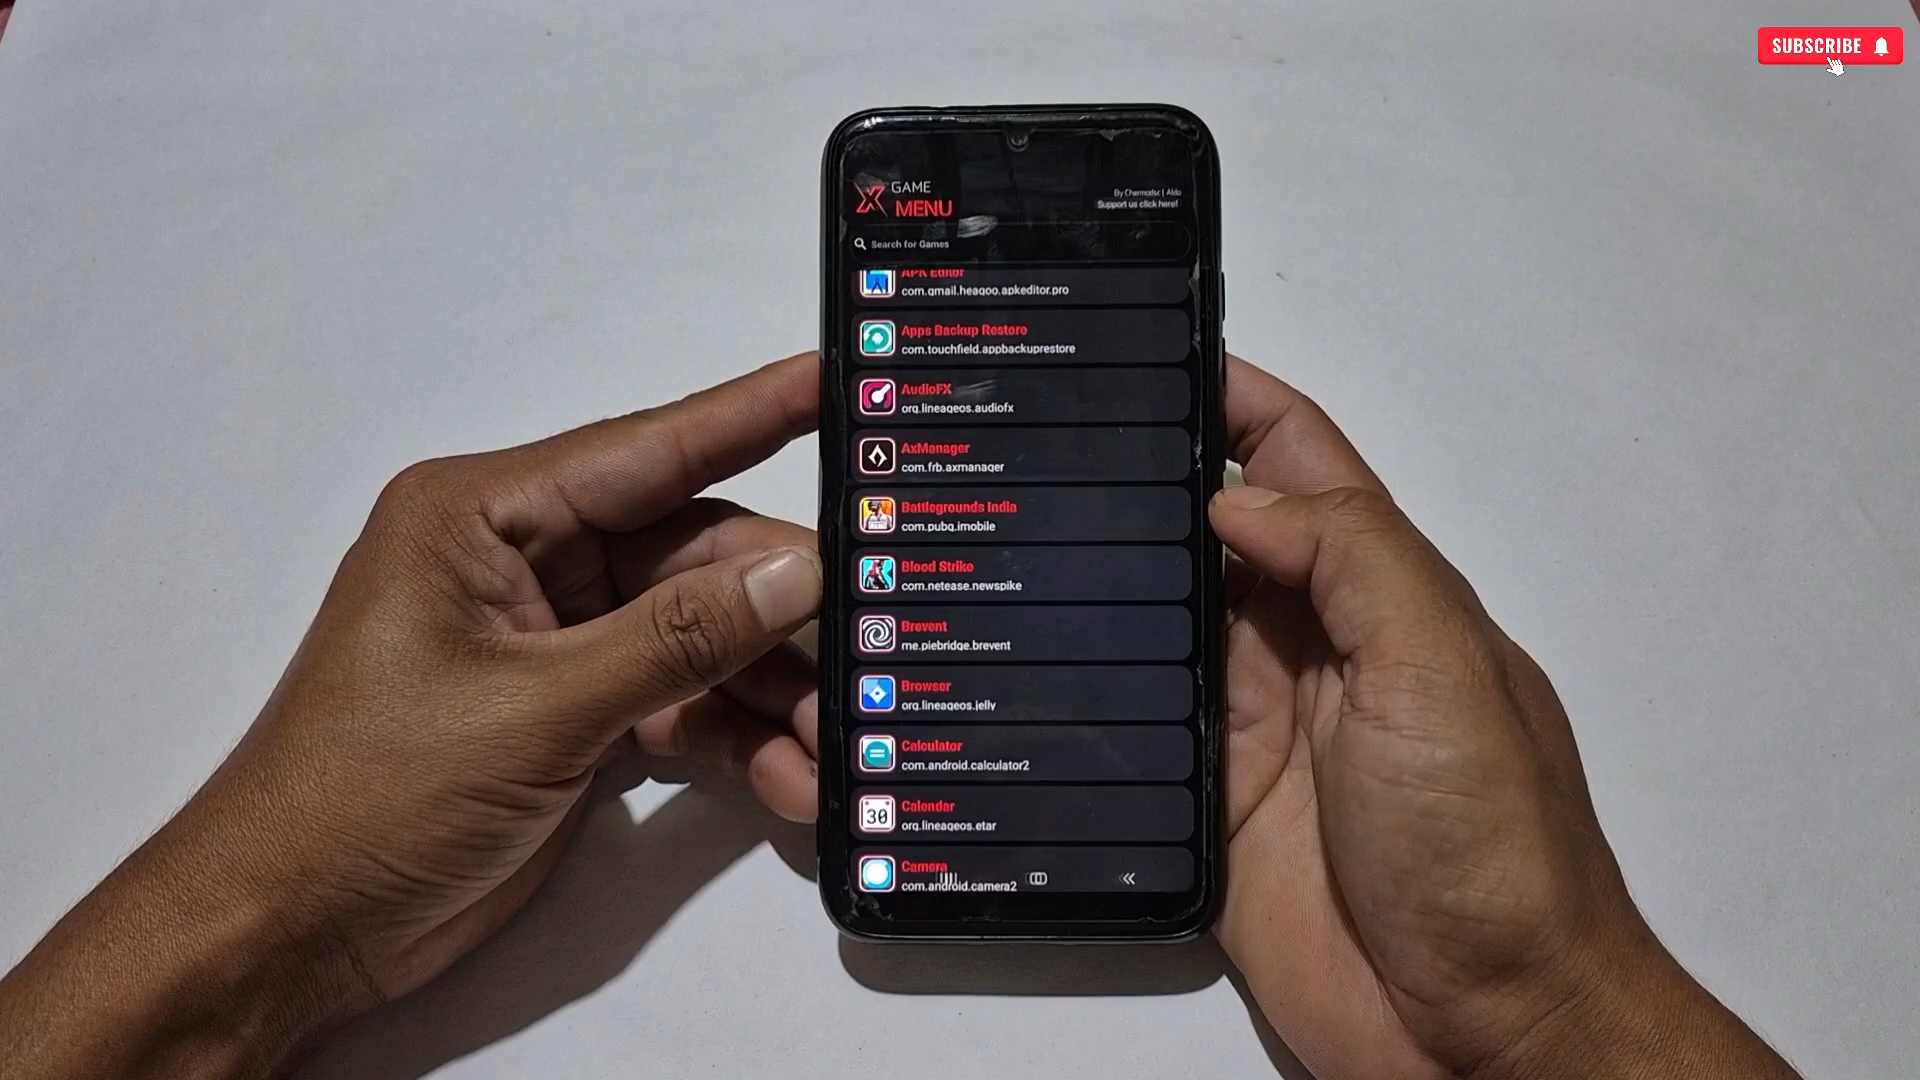 SUBSCRIBE
X GAME
MENU
By Chermodsc | Aldo
Support us click here!
Search for Games
APK Editor
com.gmail.heagoo.apkeditor.pro
Apps Backup Restore
com.touchfield.appbackuprestore
AudioFX
org.lineageos.audiofx
AxManager
com.frb.axmanager
Battlegrounds India
com.pubg.imobile
Blood Strike
com.netease.newspike
Brevent
me.piebridge.brevent
Browser
org.lineageos.jelly
Calculator
com.android.calculator2
30
Calendar
org.lineageos.etar
Camera
com.android.camera2